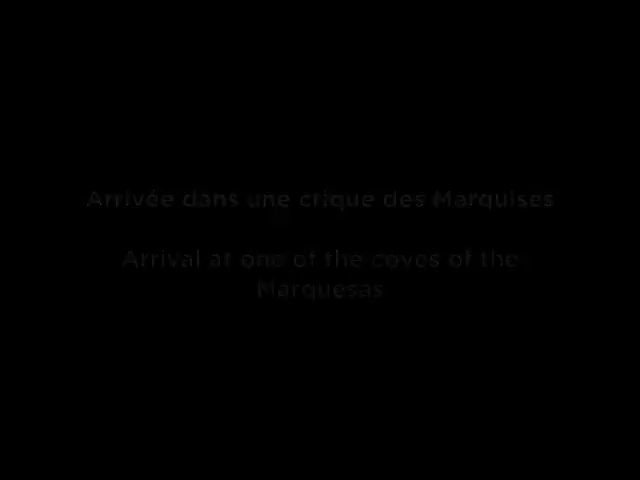 Arrivée dans une crique des Marquises
Arrival at one of the coves of the
Marquesas